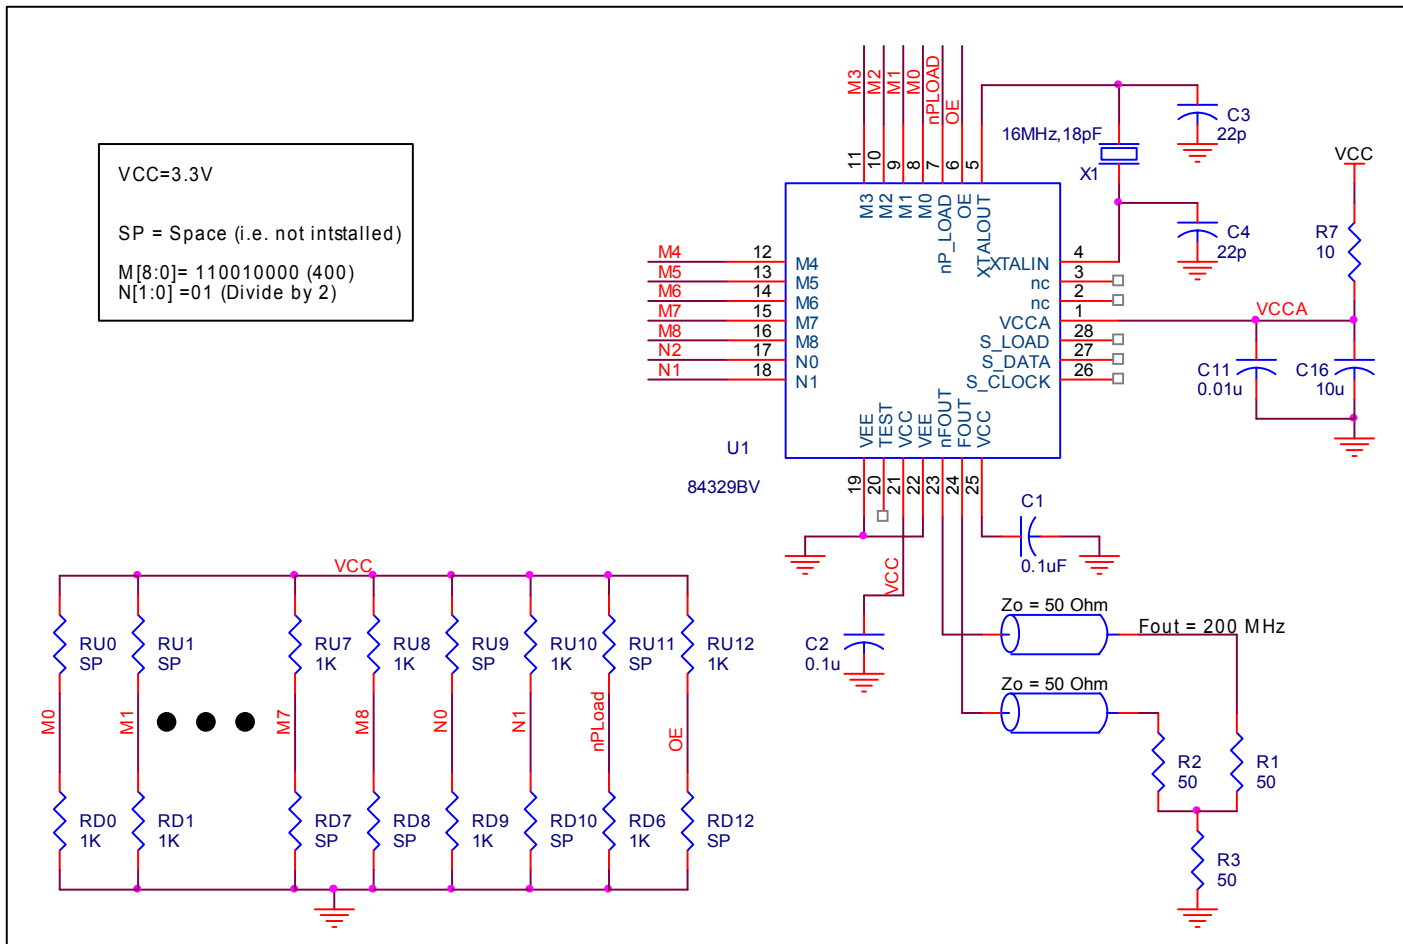 VCC=3.3V
SP = Space (i.e. not intstalled)
M[8:0]= 110010000 (400)
N[1:0] =01 (Divide by 2)
M3
M2
M1
M0
nPLOAD
OE
11
10
9
8
7
6
5
M3
M2
M1
M0
nP_LOAD
OE
XTALOUT
16MHz,18pF
X1
C3
22p
C4
22p
VCC
R7
10
VCCA
C11
0.01u
C16
10u
M4
M5
M6
M7
M8
N2
N1
12
13
14
15
16
17
18
M4
M5
M6
M7
M8
N0
N1
XTALIN
nc
nc
VCCA
S_LOAD
S_DATA
S_CLOCK
4
3
2
1
28
27
26
VEE
TEST
VCC
VEE
nFOUT
FOUT
VCC
19
20
21
22
23
24
25
U1
84329BV
C1
0.1uF
VCC
C2
0.1u
Zo = 50 Ohm
Fout = 200 MHz
Zo = 50 Ohm
R2
50
R1
50
R3
50
VCC
RU0
SP
RU1
SP
RU7
1K
RU8
1K
RU9
SP
RU10
1K
RU11
SP
RU12
1K
M0
M1
M7
M8
N0
N1
nPLoad
OE
RD0
1K
RD1
1K
RD7
SP
RD8
SP
RD9
1K
RD10
SP
RD6
1K
RD12
SP